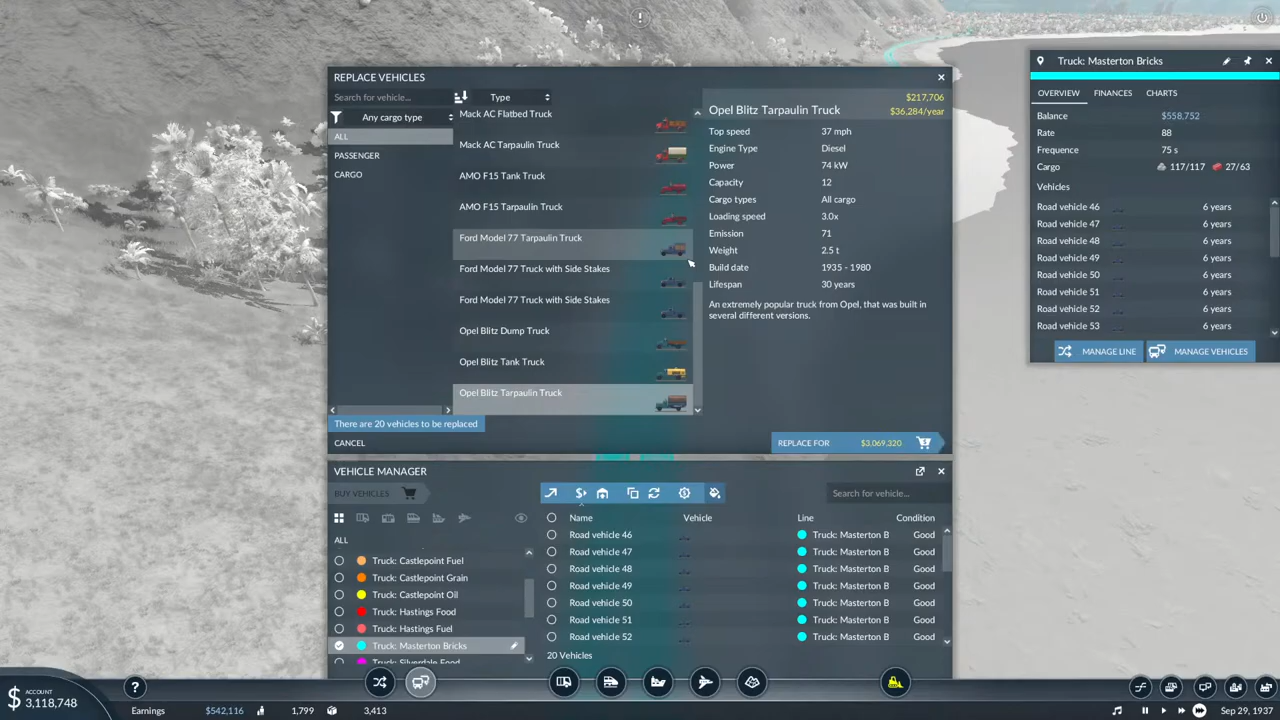 REPLACE VEHICLES
Search for vehicle...
Type
Any cargo type
ALL
PASSENGER
CARGO
Mack AC Flatbed Truck
Mack AC Tarpaulin Truck
AMO F15 Tank Truck
AMO F15 Tarpaulin Truck
Ford Model 77 Tarpaulin Truck
Ford Model 77 Truck with Side Stakes
Ford Model 77 Truck with Side Stakes
Opel Blitz Dump Truck
Opel Blitz Tank Truck
Opel Blitz Tarpaulin Truck
$217,706
Opel Blitz Tarpaulin Truck $36,284/year
Top speed 37 mph
Engine Type Diesel
Power 74 kW
Capacity 12
Cargo types All cargo
Loading speed 3.0x
Emission 71
Weight 2.5 t
Build date 1935 - 1980
Lifespan 30 years
An extremely popular truck from Opel, that was built in
several different versions.
There are 20 vehicles to be replaced
CANCEL
REPLACE FOR $3,069,320
Truck: Masterton Bricks
OVERVIEW FINANCES CHARTS
Balance $558,752
Rate 88
Frequency 75 s
Cargo 117/117 27/63
Vehicles
Road vehicle 46 6 years
Road vehicle 47 6 years
Road vehicle 48 6 years
Road vehicle 49 6 years
Road vehicle 50 6 years
Road vehicle 51 6 years
Road vehicle 52 6 years
Road vehicle 53 6 years
MANAGE LINE MANAGE VEHICLES
VEHICLE MANAGER
BUY VEHICLES
Search for vehicle...
ALL
Truck: Castlepoint Fuel
Truck: Castlepoint Grain
Truck: Castlepoint Oil
Truck: Hastings Food
Truck: Hastings Fuel
Truck: Masterton Bricks
Truck: Silverdale Food
Name Vehicle Line Condition
Road vehicle 46 Truck: Masterton B Good
Road vehicle 47 Truck: Masterton B Good
Road vehicle 48 Truck: Masterton B Good
Road vehicle 49 Truck: Masterton B Good
Road vehicle 50 Truck: Masterton B Good
Road vehicle 51 Truck: Masterton B Good
Road vehicle 52 Truck: Masterton B Good
20 Vehicles
$ ACCOUNT
3,118,748
?
Earnings $542,116 1,799 3,413
Sep 29, 1937